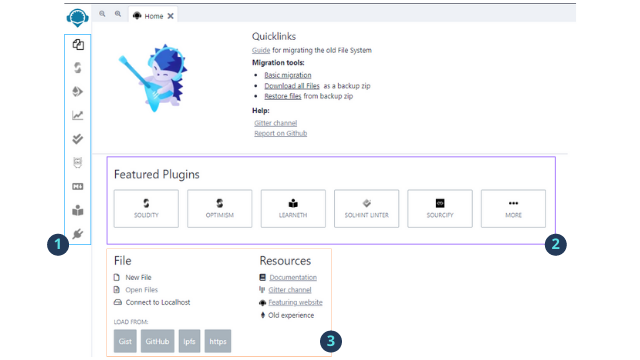 Home
Quicklinks
Guide for migrating the old File System
Migration tools:
Basic migration
Download all Files as a backup zip
Restore files from backup zip
Help:
Gitter channel
Report on Github
Featured Plugins
SOLIDITY
OPTIMISM
LEARNETH
SOLHINT LINTER
SOURCIFY
MORE
1
2
File
New File
Open Files
Connect to Localhost
LOAD FROM:
Gist
GitHub
ipfs
https
Resources
Documentation
Gitter channel
Featuring website
Old experience
3